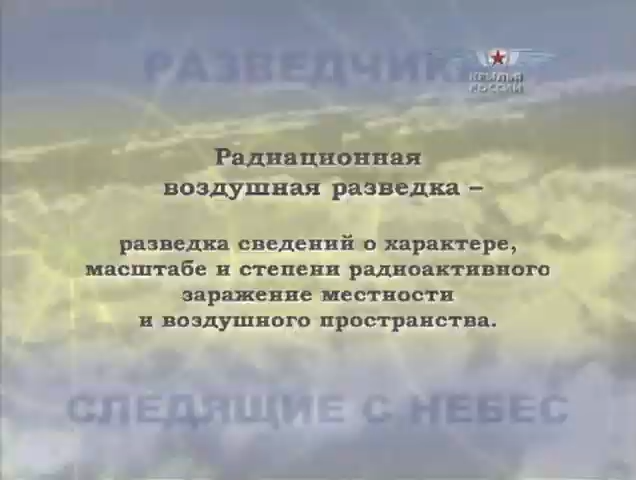 РАЗВЕДЧИКИ
КРЫЛЬЯ
РОССИИ
Радиационная
воздушная разведка –
разведка сведений о характере,
масштабе и степени радиоактивного
заражение местности
и воздушного пространства.
СЛЕДЯЩИЕ С НЕБЕС